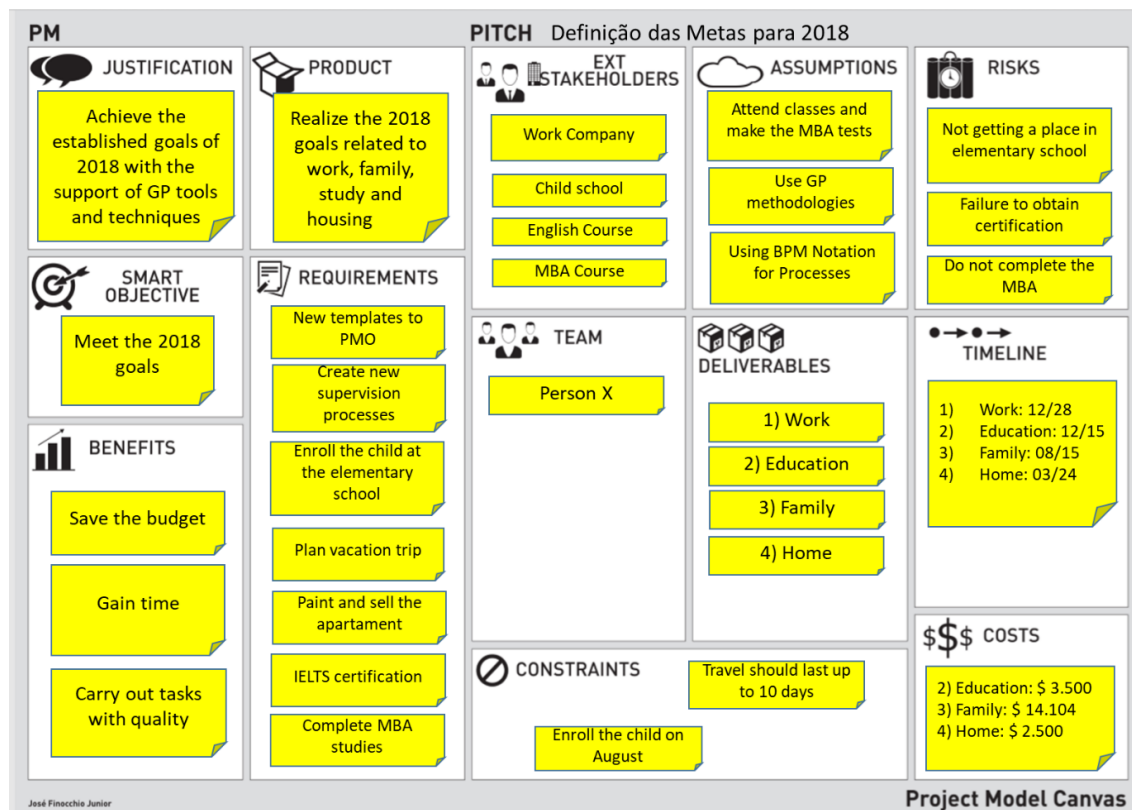 PM
PITCH Definição das Metas para 2018
JUSTIFICATION
Achieve the
established goals of
2018 with the
support of GP tools
and techniques
PRODUCT
Realize the 2018
goals related to
work, family,
study and
housing
EXT
STAKEHOLDERS
Work Company
Child school
English Course
MBA Course
ASSUMPTIONS
Attend classes and
make the MBA tests
Use GP
methodologies
Using BPM Notation
for Processes
RISKS
Not getting a place in
elementary school
Failure to obtain
certification
Do not complete the
MBA
SMART
OBJECTIVE
Meet the 2018
goals
REQUIREMENTS
New templates to
PMO
Create new
supervision
processes
Enroll the child at
the elementary
school
Plan vacation trip
Paint and sell the
apartament
IELTS certification
Complete MBA
studies
TEAM
Person X
DELIVERABLES
1) Work
2) Education
3) Family
4) Home
TIMELINE
1) Work: 12/28
2) Education: 12/15
3) Family: 08/15
4) Home: 03/24
BENEFITS
Save the budget
Gain time
Carry out tasks
with quality
CONSTRAINTS
Travel should last up
to 10 days
Enroll the child on
August
$$$ COSTS
2) Education: $ 3.500
3) Family: $ 14.104
4) Home: $ 2.500
José Finocchio Junior
Project Model Canvas